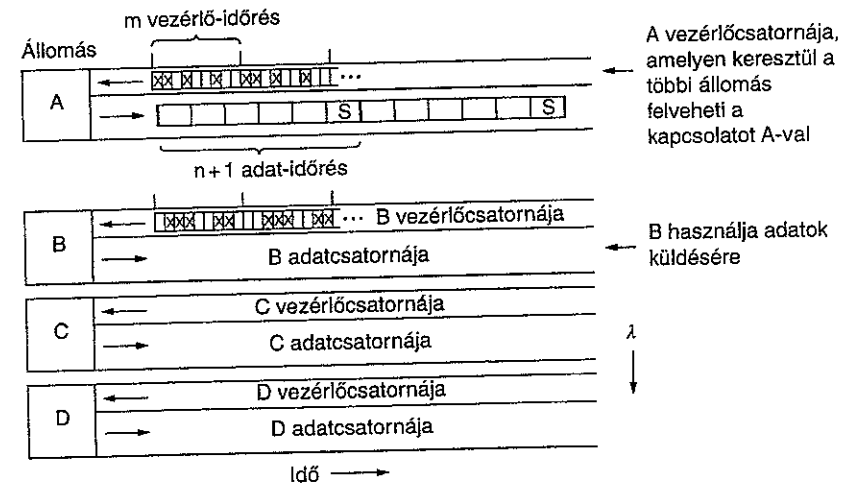 m vezérlő-időrés
Állomás
A vezérlőcsatornája,
amelyen keresztül a
többi állomás
felveheti a
kapcsolatot A-val
A
...
S
S
n+1 adat-időrés
B
... B vezérlőcsatornája
B adatcsatornája
B használja adatok
küldésére
C
C vezérlőcsatornája
C adatcsatornája
λ
D
D vezérlőcsatornája
D adatcsatornája
Idő